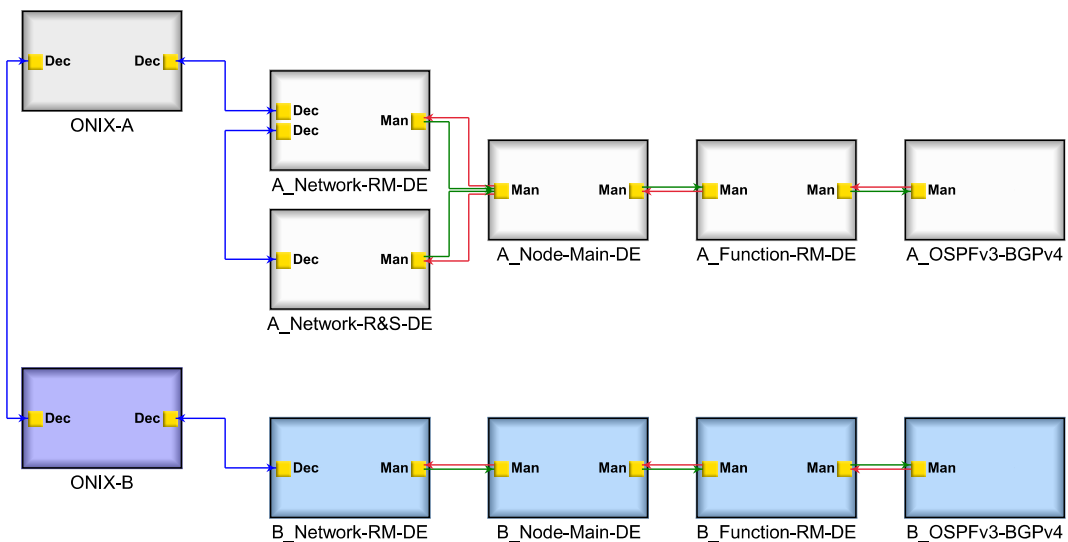 Dec Dec
ONIX-A
Dec
Dec
Man
A_Network-RM-DE
Dec Man
A_Network-R&S-DE
Man Man
A_Node-Main-DE
Man Man
A_Function-RM-DE
Man
A_OSPFv3-BGPv4
Dec Dec
ONIX-B
Dec Man
B_Network-RM-DE
Man Man
B_Node-Main-DE
Man Man
B_Function-RM-DE
Man
B_OSPFv3-BGPv4